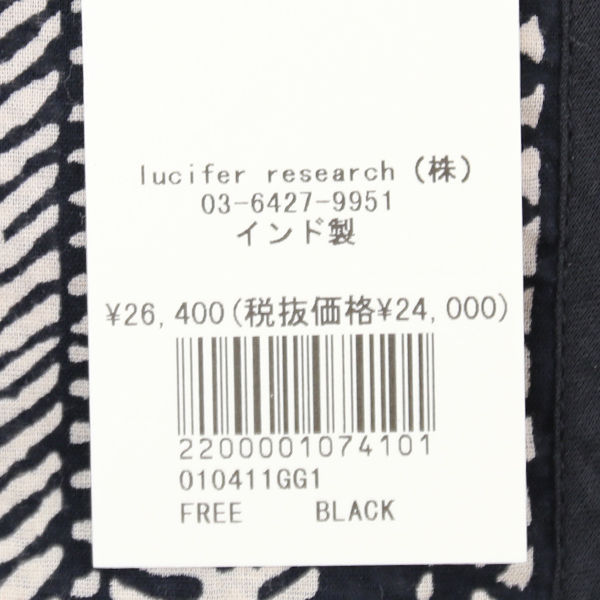 lucifer research (株)
03-6427-9951
インド製
¥26,400(税抜価格¥24,000)
2200001074101
010411GG1
FREE BLACK